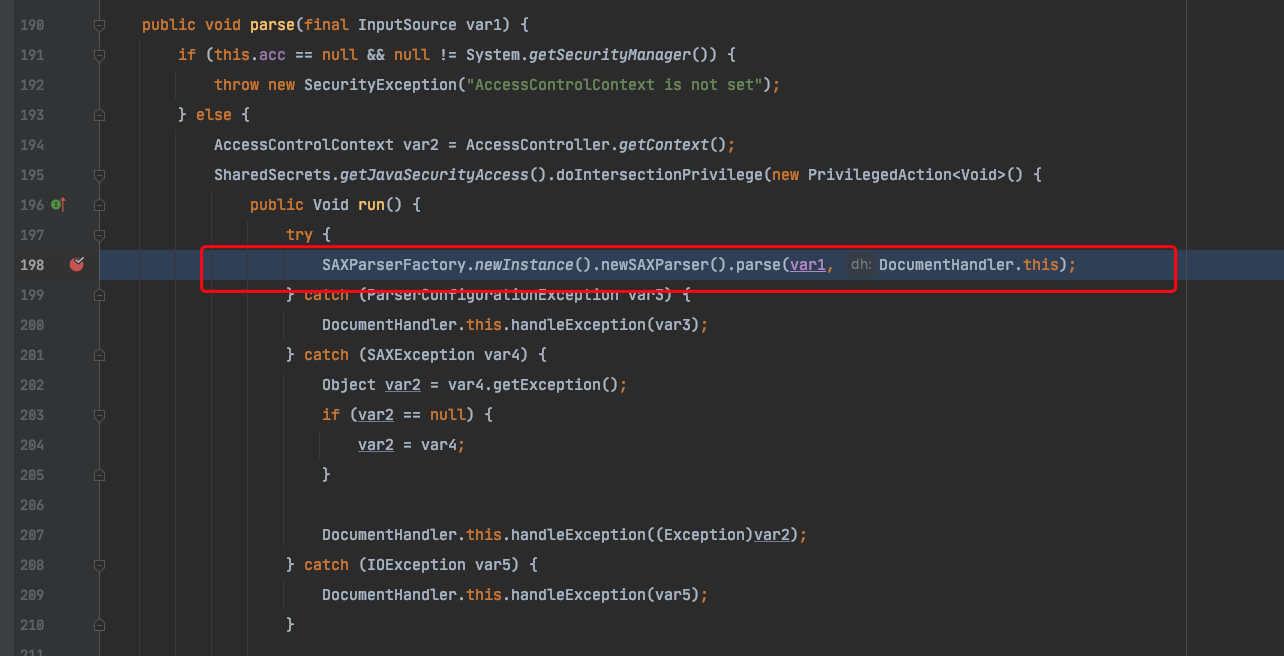 190 public void parse(final InputSource var1) {
191 if (this.acc == null && null != System.getSecurityManager()) {
192 throw new SecurityException("AccessControlContext is not set");
193 } else {
194 AccessControlContext var2 = AccessController.getContext();
195 SharedSecrets.getJavaSecurityAccess().doIntersectionPrivilege(new PrivilegedAction<Void>() {
196 public Void run() {
197 try {
198 SAXParserFactory.newInstance().newSAXParser().parse(var1, dh: DocumentHandler.this);
199 } catch (ParserConfigurationException var3) {
200 DocumentHandler.this.handleException(var3);
201 } catch (SAXException var4) {
202 Object var2 = var4.getException();
203 if (var2 == null) {
204 var2 = var4;
205 }
206
207 DocumentHandler.this.handleException((Exception)var2);
208 } catch (IOException var5) {
209 DocumentHandler.this.handleException(var5);
210 }
211